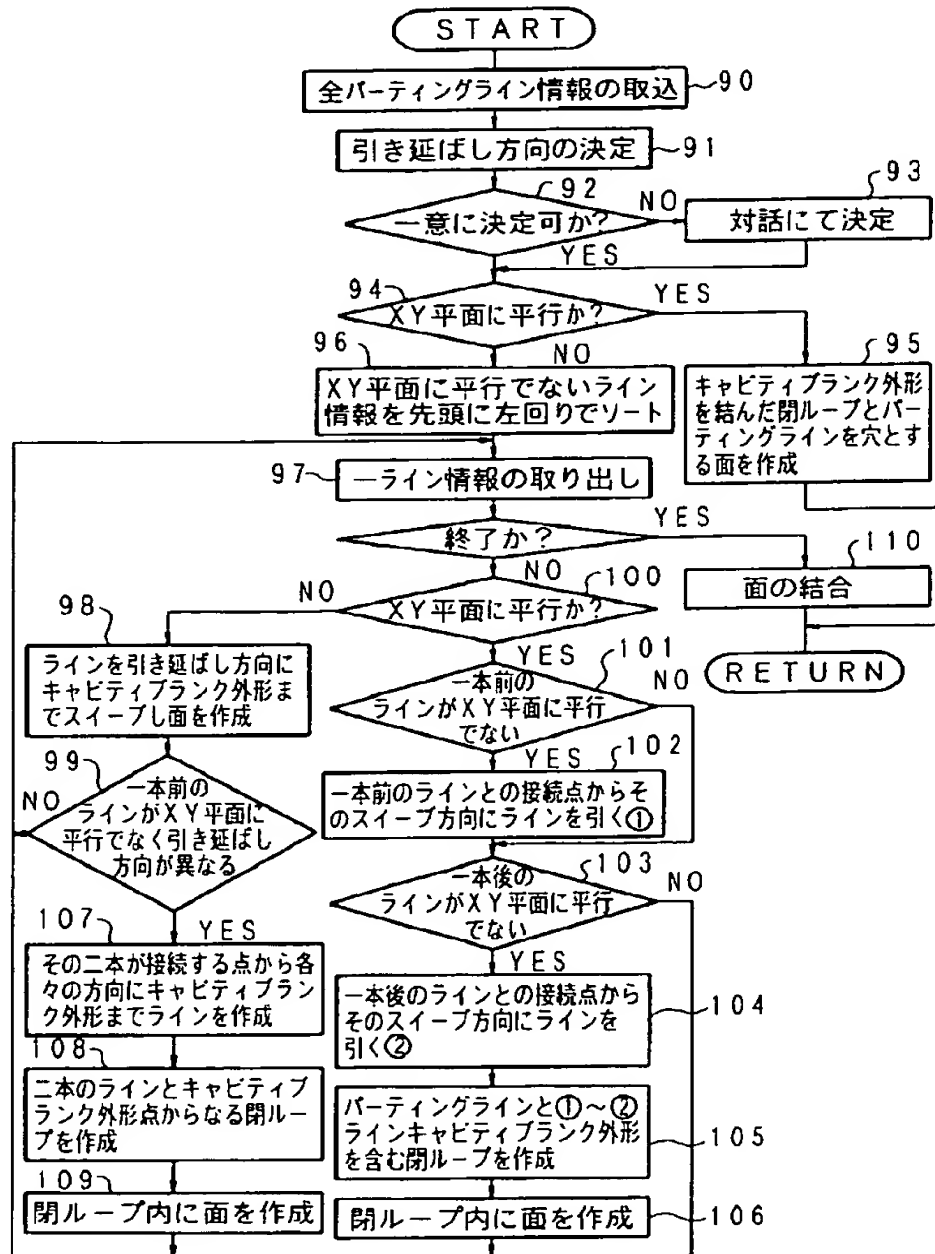 START
全パーティングライン情報の取込
90
引き延ばし方向の決定
91
92
一意に決定可か?
NO
93
対話にて決定
YES
94
XY平面に平行か?
YES
95
キャビティブランク外形
を結んだ閉ループとパー
ティングラインを穴とす
る面を作成
NO
96
XY平面に平行でないライン
情報を先頭に左回りでソート
97
一ライン情報の取り出し
終了か?
YES
110
面の結合
RETURN
NO
100
XY平面に平行か?
NO
98
ラインを引き延ばし方向に
キャビティブランク外形ま
でスイープし面を作成
99
一本前の
ラインがXY平面に
平行でなく引き延ばし
方向が異なる
NO
YES
107
その二本が接続する点から各
々の方向にキャビティブラン
ク外形までラインを作成
108
二本のラインとキャビティブ
ランク外形点からなる閉ルー
プを作成
109
閉ループ内に面を作成
YES
101
一本前の
ラインがXY平面に平行
でない
NO
YES
102
一本前のラインとの接続点からそ
のスイープ方向にラインを引く①
103
一本後の
ラインがXY平面に平行
でない
NO
YES
一本後のラインとの接続点から
そのスイープ方向にラインを
引く②
104
パーティングラインと①~②
ラインキャビティブランク外形
を含む閉ループを作成
105
閉ループ内に面を作成
106